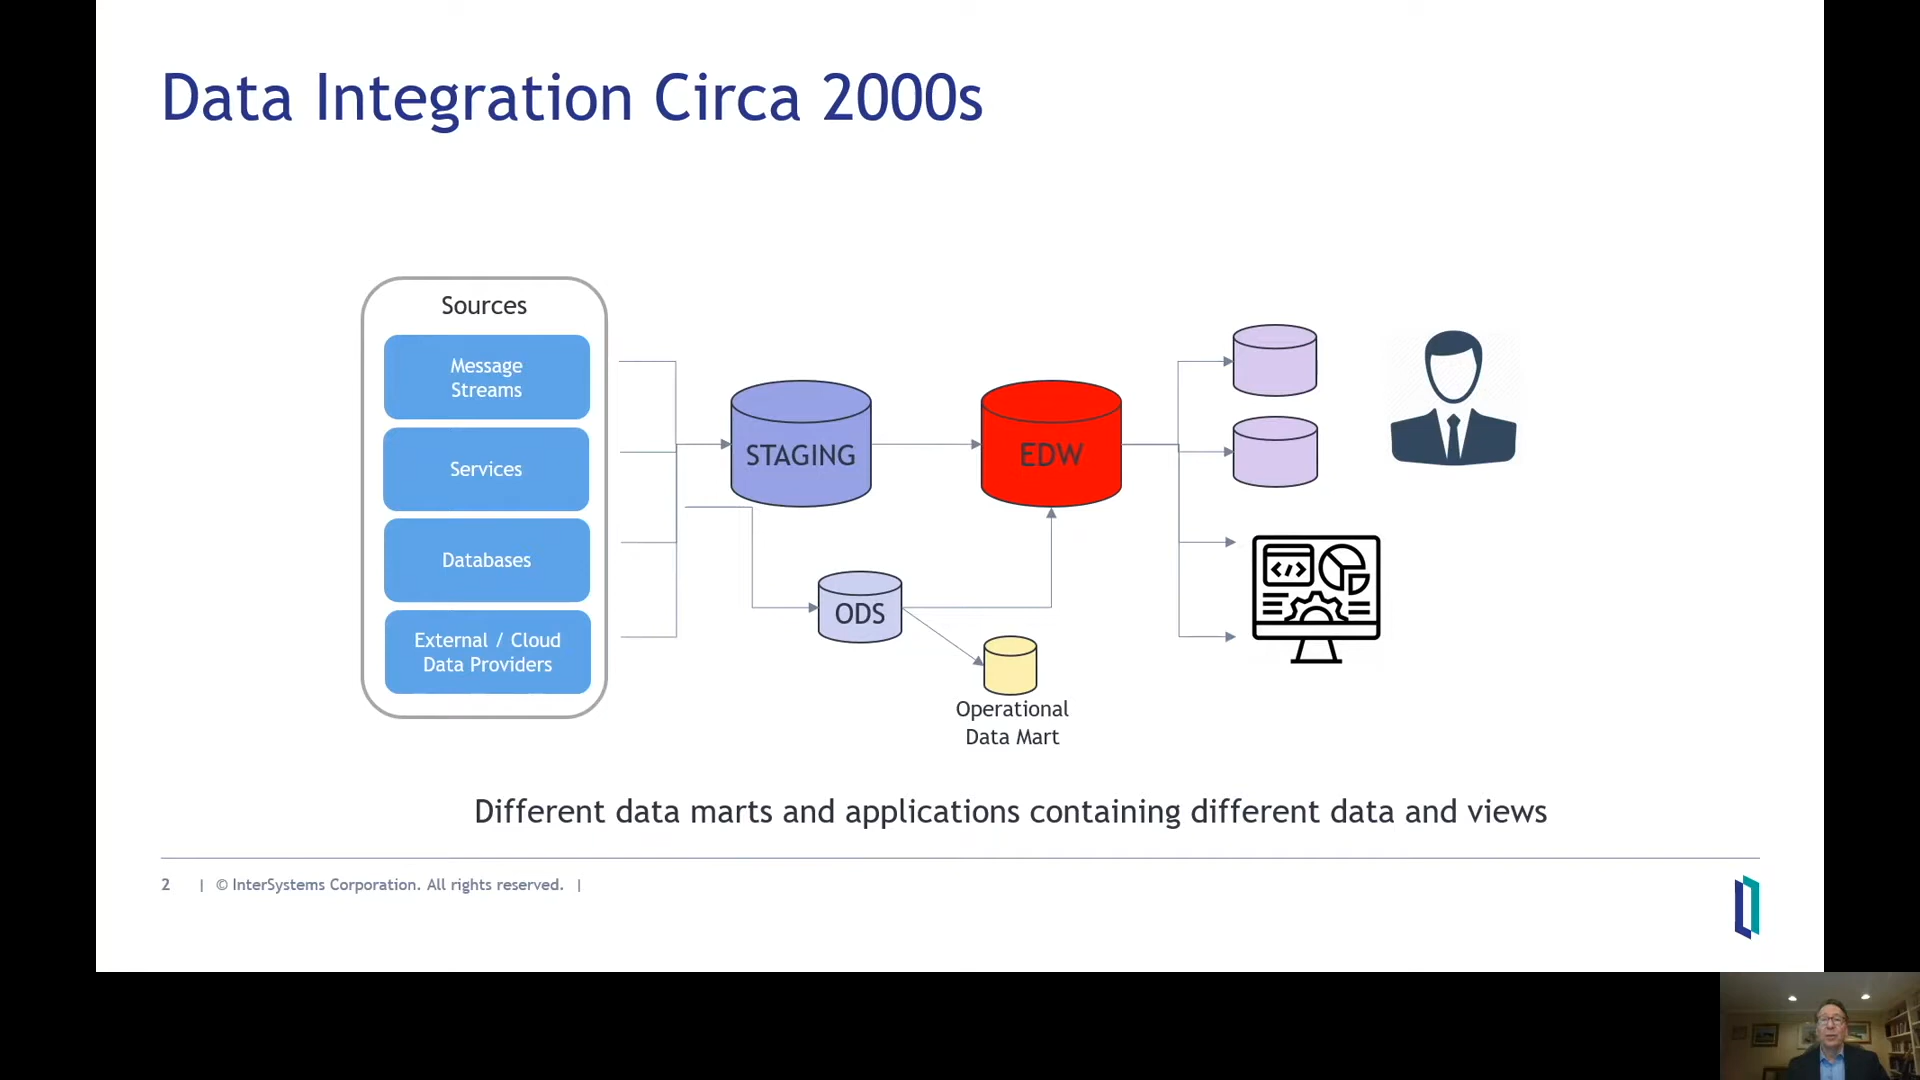 Data Integration Circa 2000s
Sources
Message
Streams
Services
Databases
External / Cloud
Data Providers
STAGING
EDW
ODS
Operational
Data Mart
Different data marts and applications containing different data and views
2 | © InterSystems Corporation. All rights reserved. |